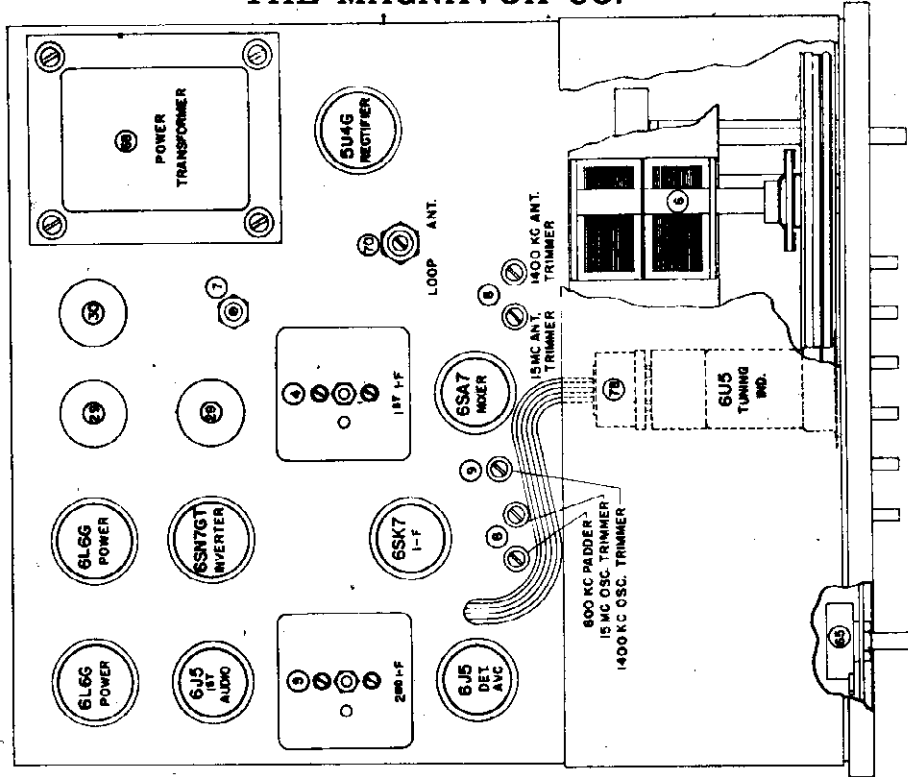 THE MAGNAVOX CO.
68
POWER
TRANSFORMER
5U4G
RECTIFIER
30
7
70
LOOP
ANT.
29
29
4
1ST I-F
8
15 MC ANT.
TRIMMER
1400 KC ANT.
TRIMMER
6
6SA7
MIXER
78
6U5
TUNING
IND.
6L6G
POWER
6SN7GT
INVERTER
6SK7
I-F
9
8
600 KC PADDER
15 MC OSC. TRIMMER
1400 KC OSC. TRIMMER
6L6G
POWER
6J5
1ST
AUDIO
5
2ND I-F
6J5
DET.
AVC
65